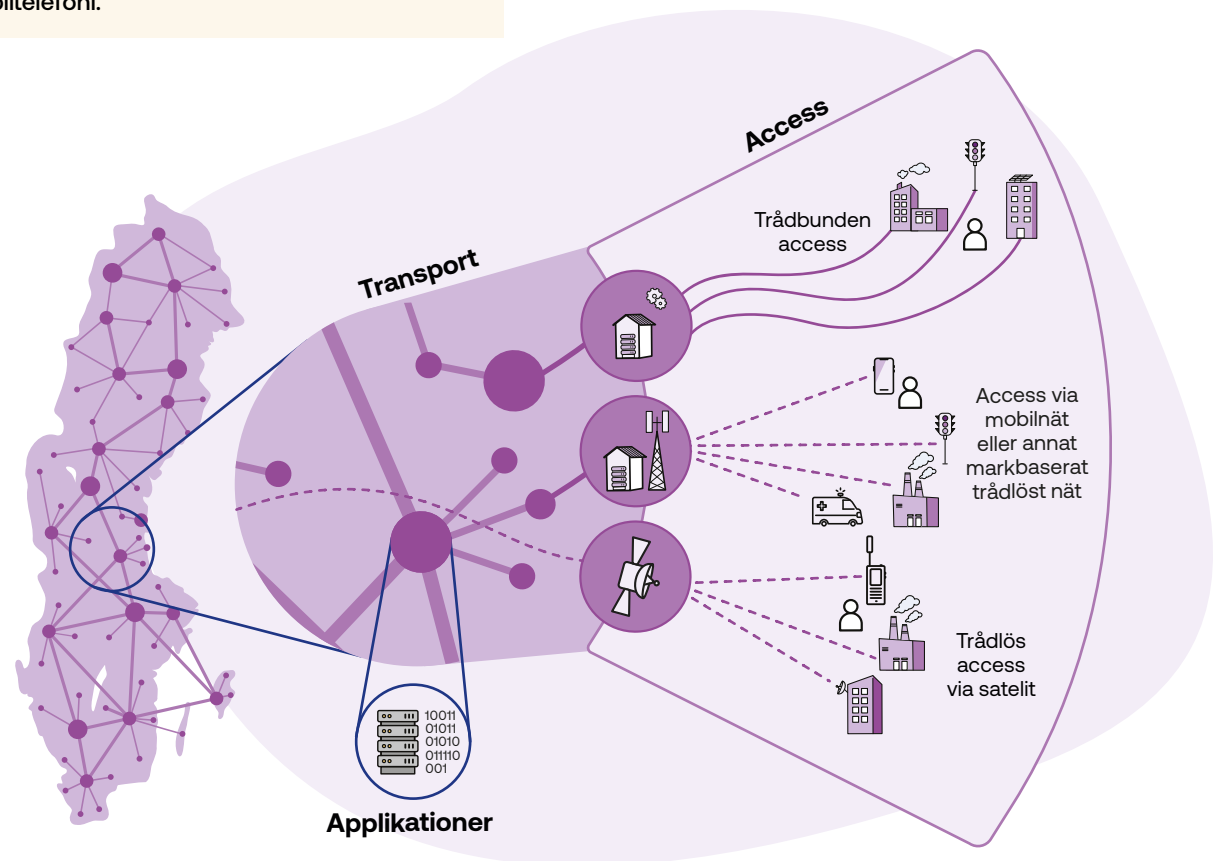 Access
Trådbunden
access
Transport
Access via
mobilnät
eller annat
markbaserat
trådlöst nät
Trådlös
access
via satelit
10011
01011
01010
011110
001
Applikationer